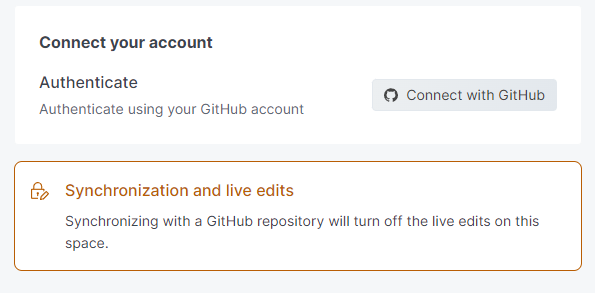 Connect your account
Authenticate
Authenticate using your GitHub account
Connect with GitHub
Synchronization and live edits
Synchronizing with a GitHub repository will turn off the live edits on this
space.